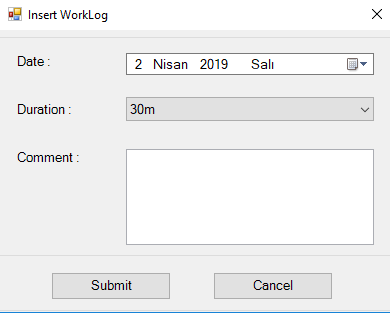 Insert WorkLog
Date : 2 Nisan 2019 Salı
Duration : 30m
Comment :
Submit Cancel